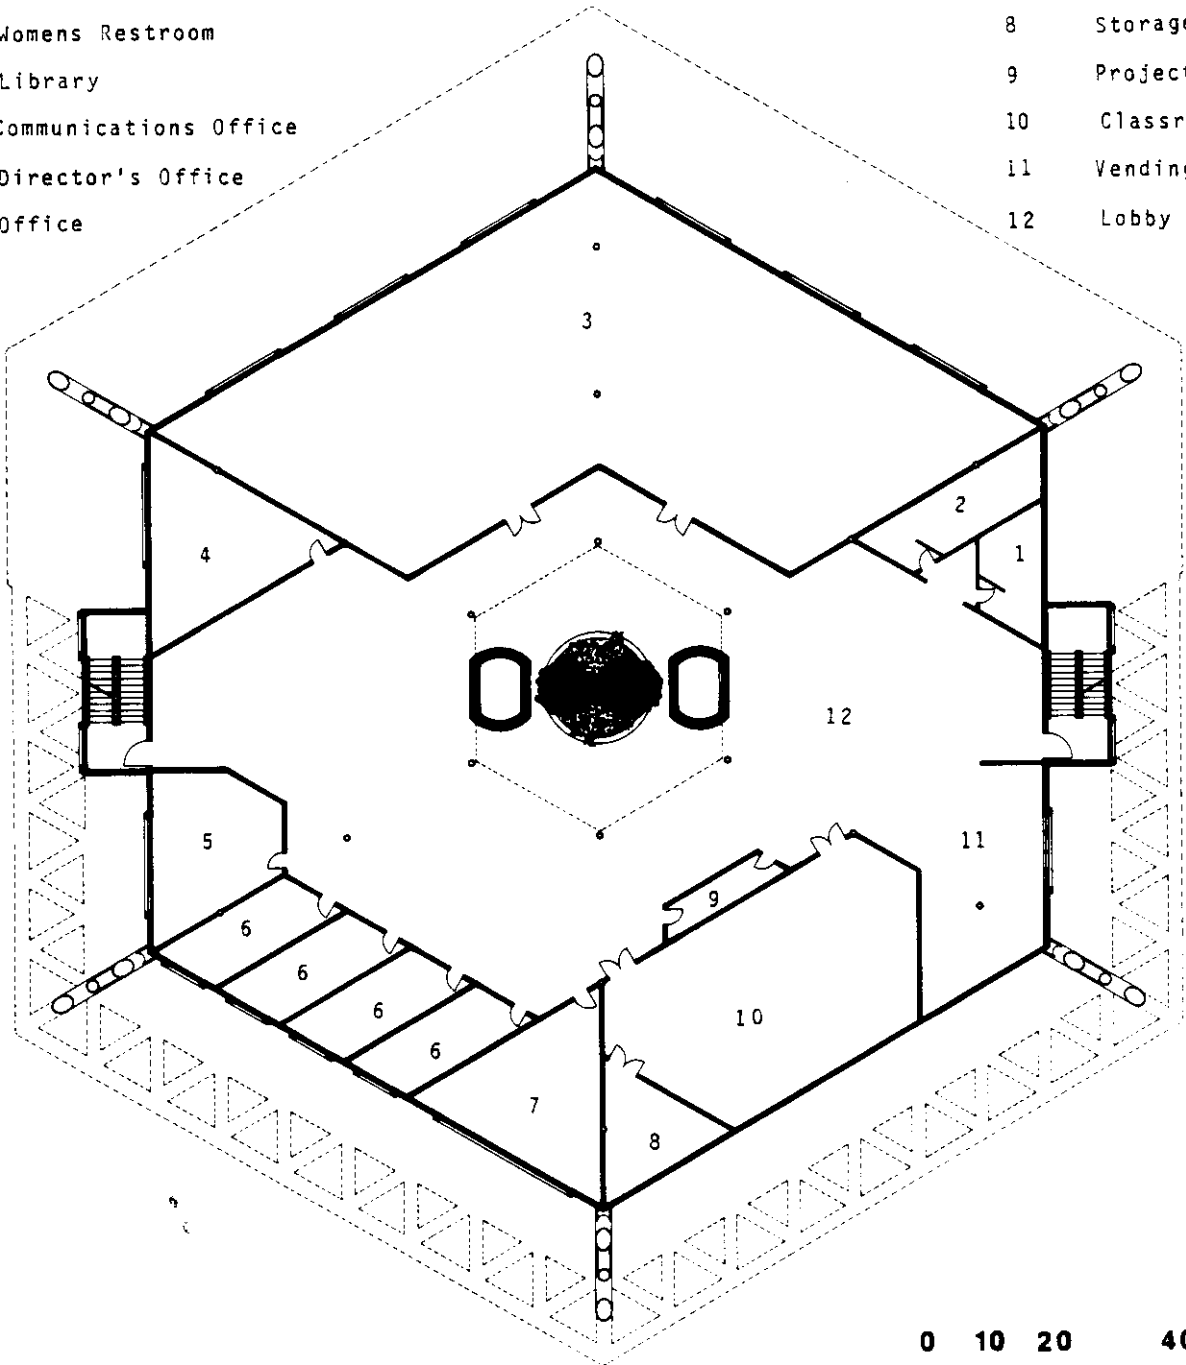 Womens Restroom
Library
Communications Office
Director's Office
Office
8 Storage
9 Project
10 Classr
11 Vending
12 Lobby
3
2
1
4
12
5
11
9
6
6
6
6
10
7
8
0 10 20 40